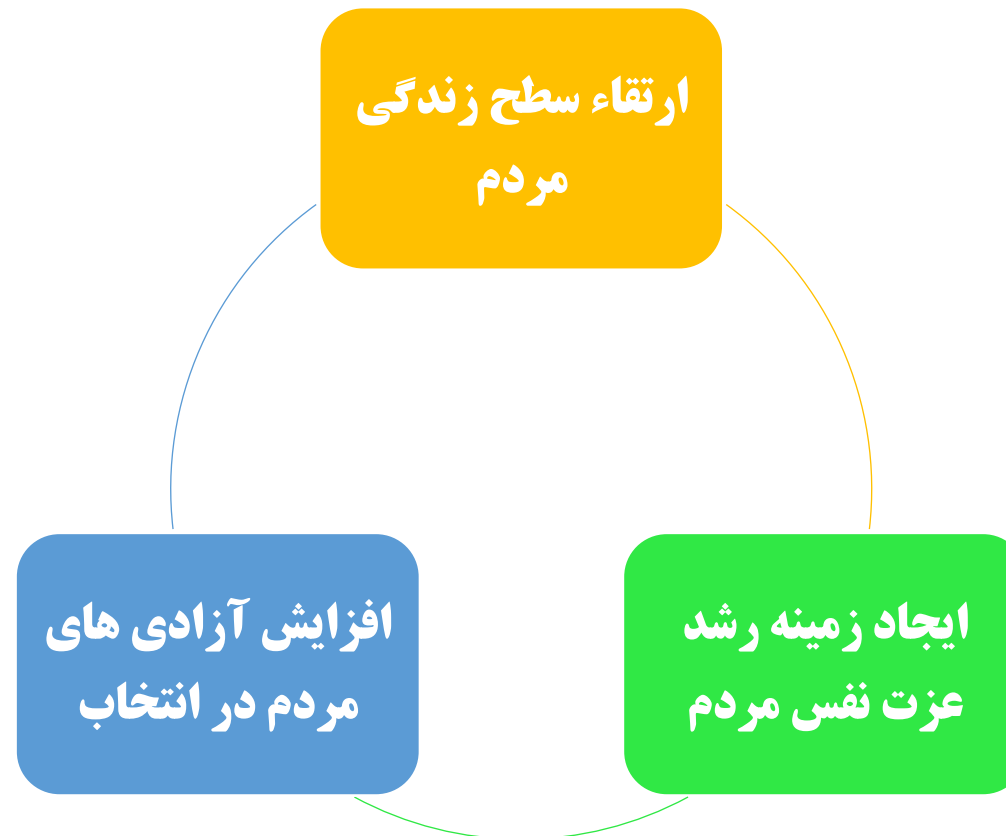 ارتقاء سطح زندگی
مردم
ایجاد زمینه رشد
عزت نفس مردم
افزایش آزادی های
مردم در انتخاب